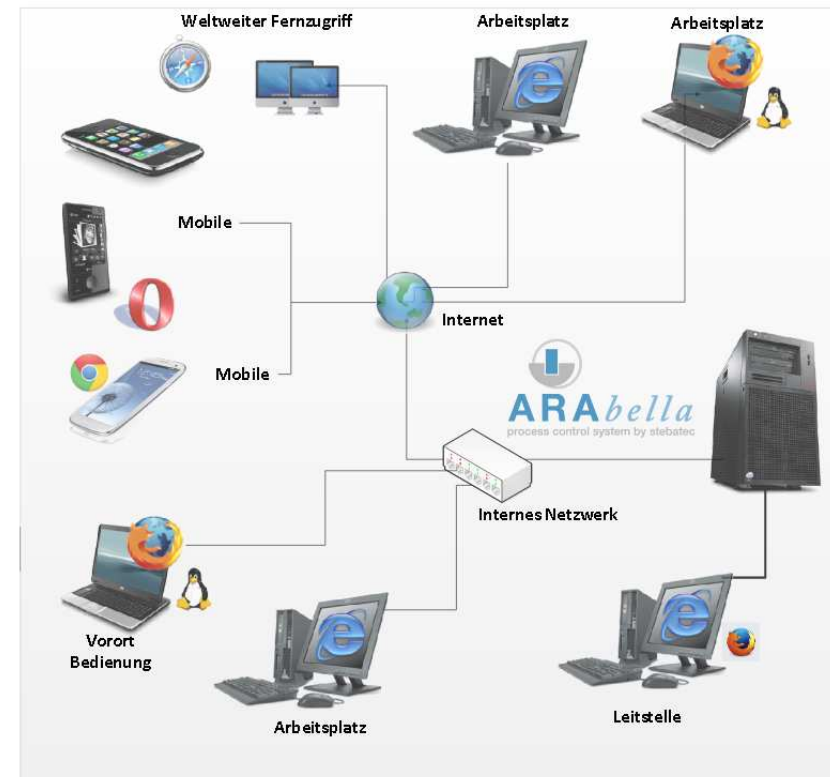 Weltweiter Fernzugriff
Arbeitsplatz
Arbeitsplatz
Mobile
Internet
Mobile
ARAbella
process control system by stebatec
Internes Netzwerk
Vorort
Bedienung
Arbeitsplatz
Leitstelle